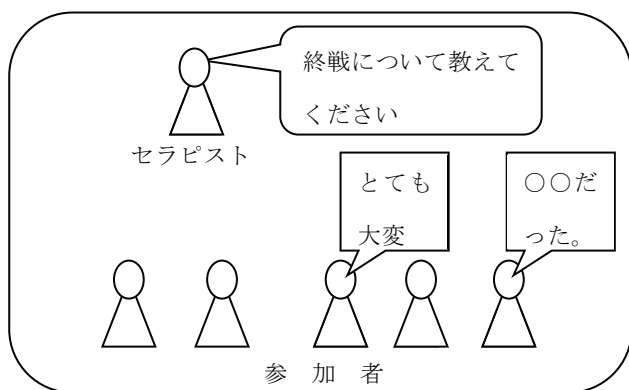 終戦について教えて
ください
セラピスト
とても
大変
○○だ
った。
参 加 者